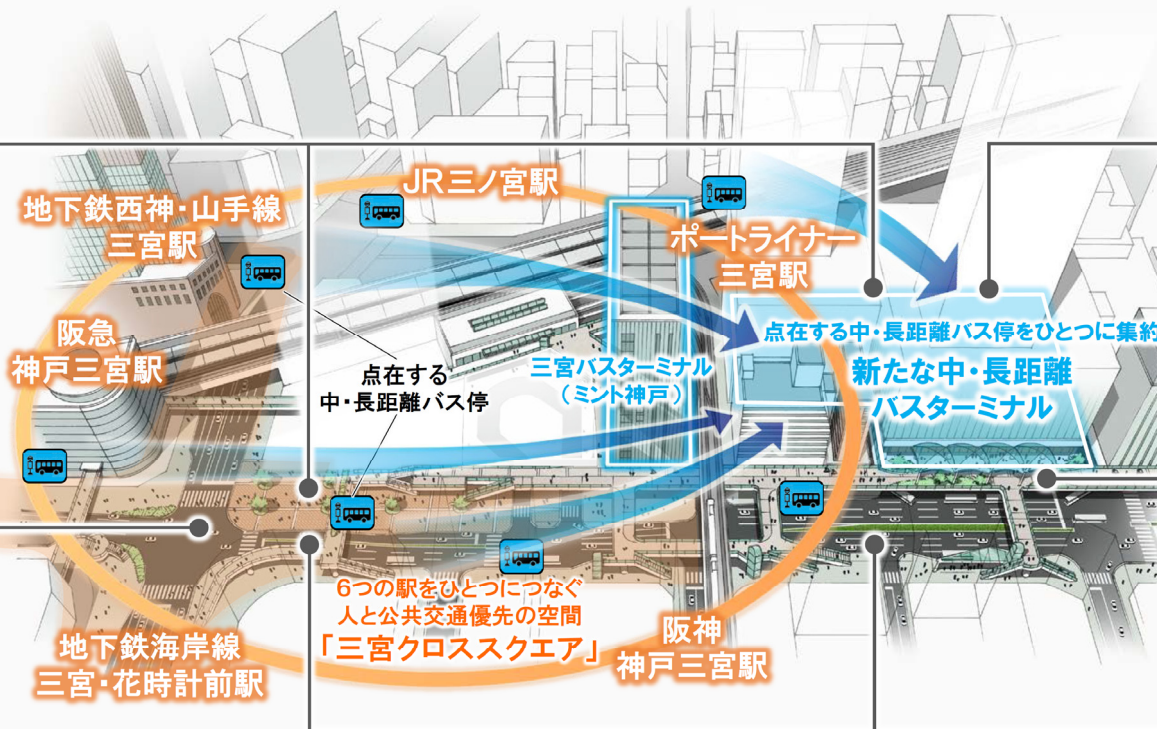 JR三ノ宮駅
地下鉄西神・山手線
三宮駅
ポートライナー
三宮駅
阪急
神戸三宮駅
点在する
中・長距離バス停
三宮バスターミナル
(ミント神戸)
点在する中・長距離バス停をひとつに集約
新たな中・長距離
バスターミナル
6つの駅をひとつにつなぐ
人と公共交通優先の空間
「三宮クロススクエア」
地下鉄海岸線
三宮・花時計前駅
阪神
神戸三宮駅